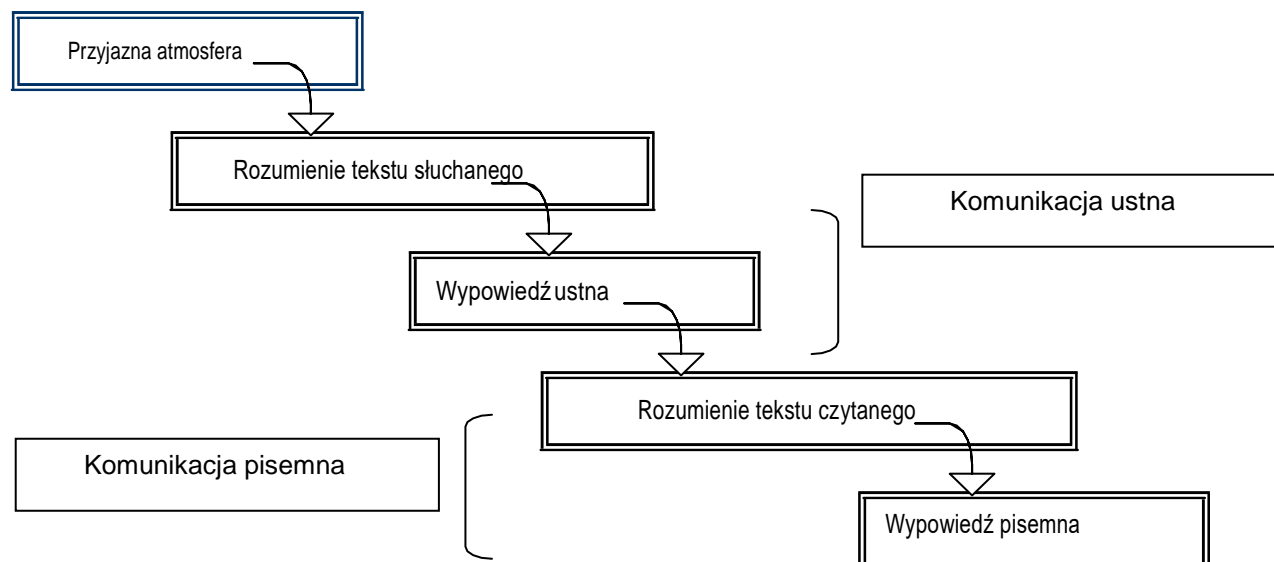 Przyjazna atmosfera
Rozumienie tekstu słuchanego
Komunikacja ustna
Wypowiedź ustna
Rozumienie tekstu czytanego
Komunikacja pisemna
Wypowiedź pisemna